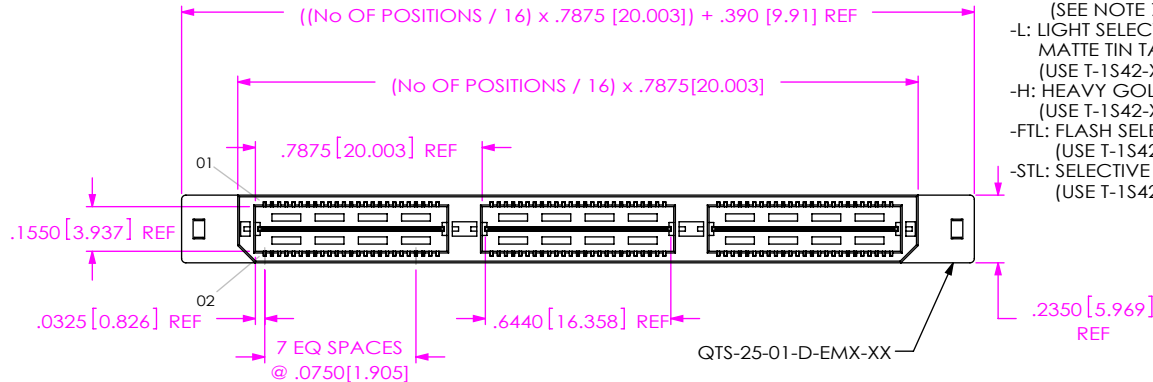 ((No OF POSITIONS / 16) x .7875 [20.003]) + .390 [9.91] REF
(SEE NOTE
-L: LIGHT SELEC
MATTE TIN TA
(USE T-1S42-X
-H: HEAVY GOL
(USE T-1S42-X
-FTL: FLASH SELE
(USE T-1S42
-STL: SELECTIVE
(USE T-1S42
(No OF POSITIONS / 16) x .7875[20.003]
.7875 [20.003] REF
01
.1550 [3.937] REF
02
.0325 [0.826] REF
.6440 [16.358] REF
7 EQ SPACES
@ .0750[1.905]
QTS-25-01-D-EMX-XX
.2350 [5.969]
REF